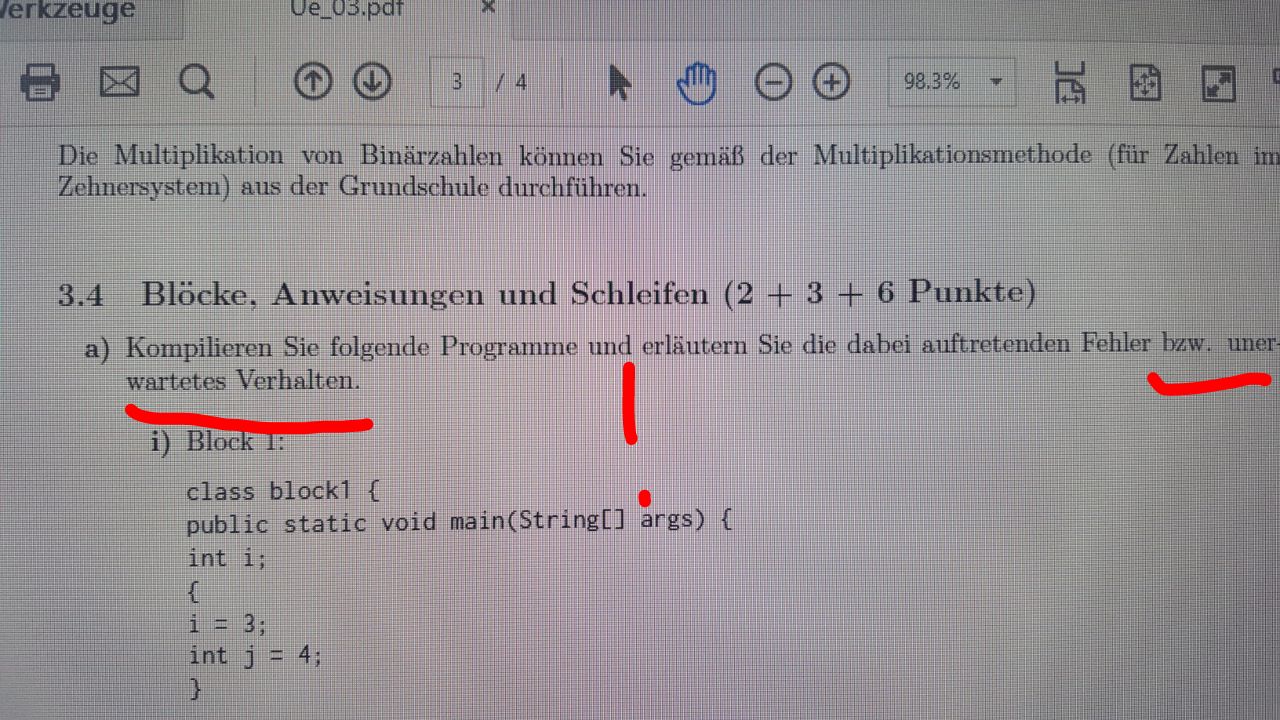 Werkzeuge
Ue_03.pdf ×
3 / 4
98.3%
Die Multiplikation von Binärzahlen können Sie gemäß der Multiplikationsmethode (für Zahlen im
Zehnersystem) aus der Grundschule durchführen.
3.4 Blöcke, Anweisungen und Schleifen (2 + 3 + 6 Punkte)
a) Kompilieren Sie folgende Programme und erläutern Sie die dabei auftretenden Fehler bzw. uner-
wartetes Verhalten.
i) Block 1:
class block1 {
public static void main(String[] args) {
int i;
{
i = 3;
int j = 4;
}